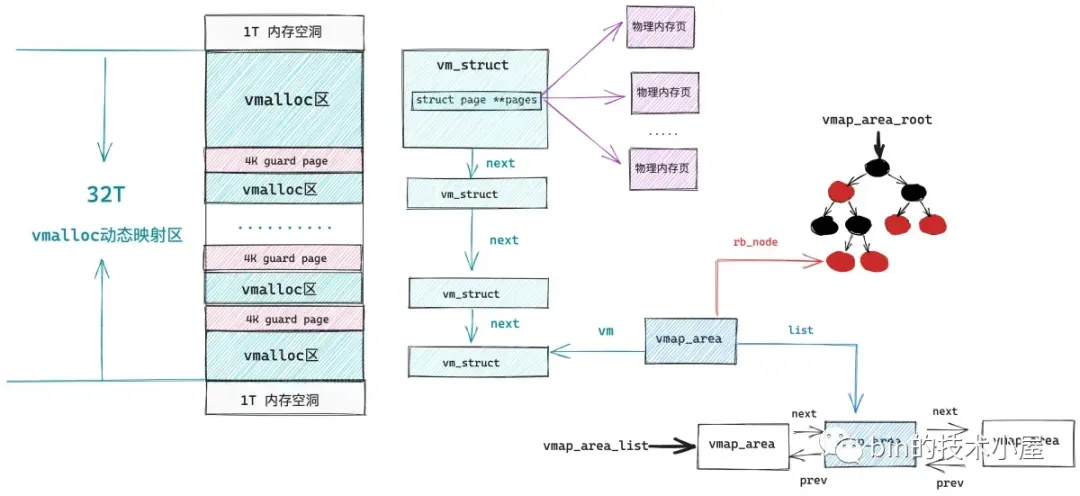 1T 内存空洞
vmalloc区
4K guard page
vmalloc区
..........
4K guard page
vmalloc区
4K guard page
vmalloc区
1T 内存空洞
32T
vmalloc动态映射区
vm_struct
struct page **pages
物理内存页
物理内存页
.....
物理内存页
next
vm_struct
next
vm_struct
next
vm_struct
vm
vmap_area
rb_node
list
vmap_area_root
vmap_area_list
vmap_area
next
prev
vmap_area
next
prev
vmap_area
bin的技术小屋